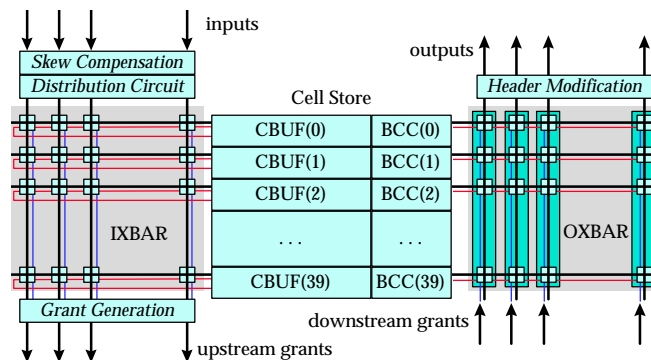 inputs
outputs
Skew Compensation
Distribution Circuit
Header Modification
Cell Store
CBUF(0) BCC(0)
CBUF(1) BCC(1)
CBUF(2) BCC(2)
IXBAR ... ... OXBAR
CBUF(39) BCC(39)
Grant Generation
downstream grants
upstream grants